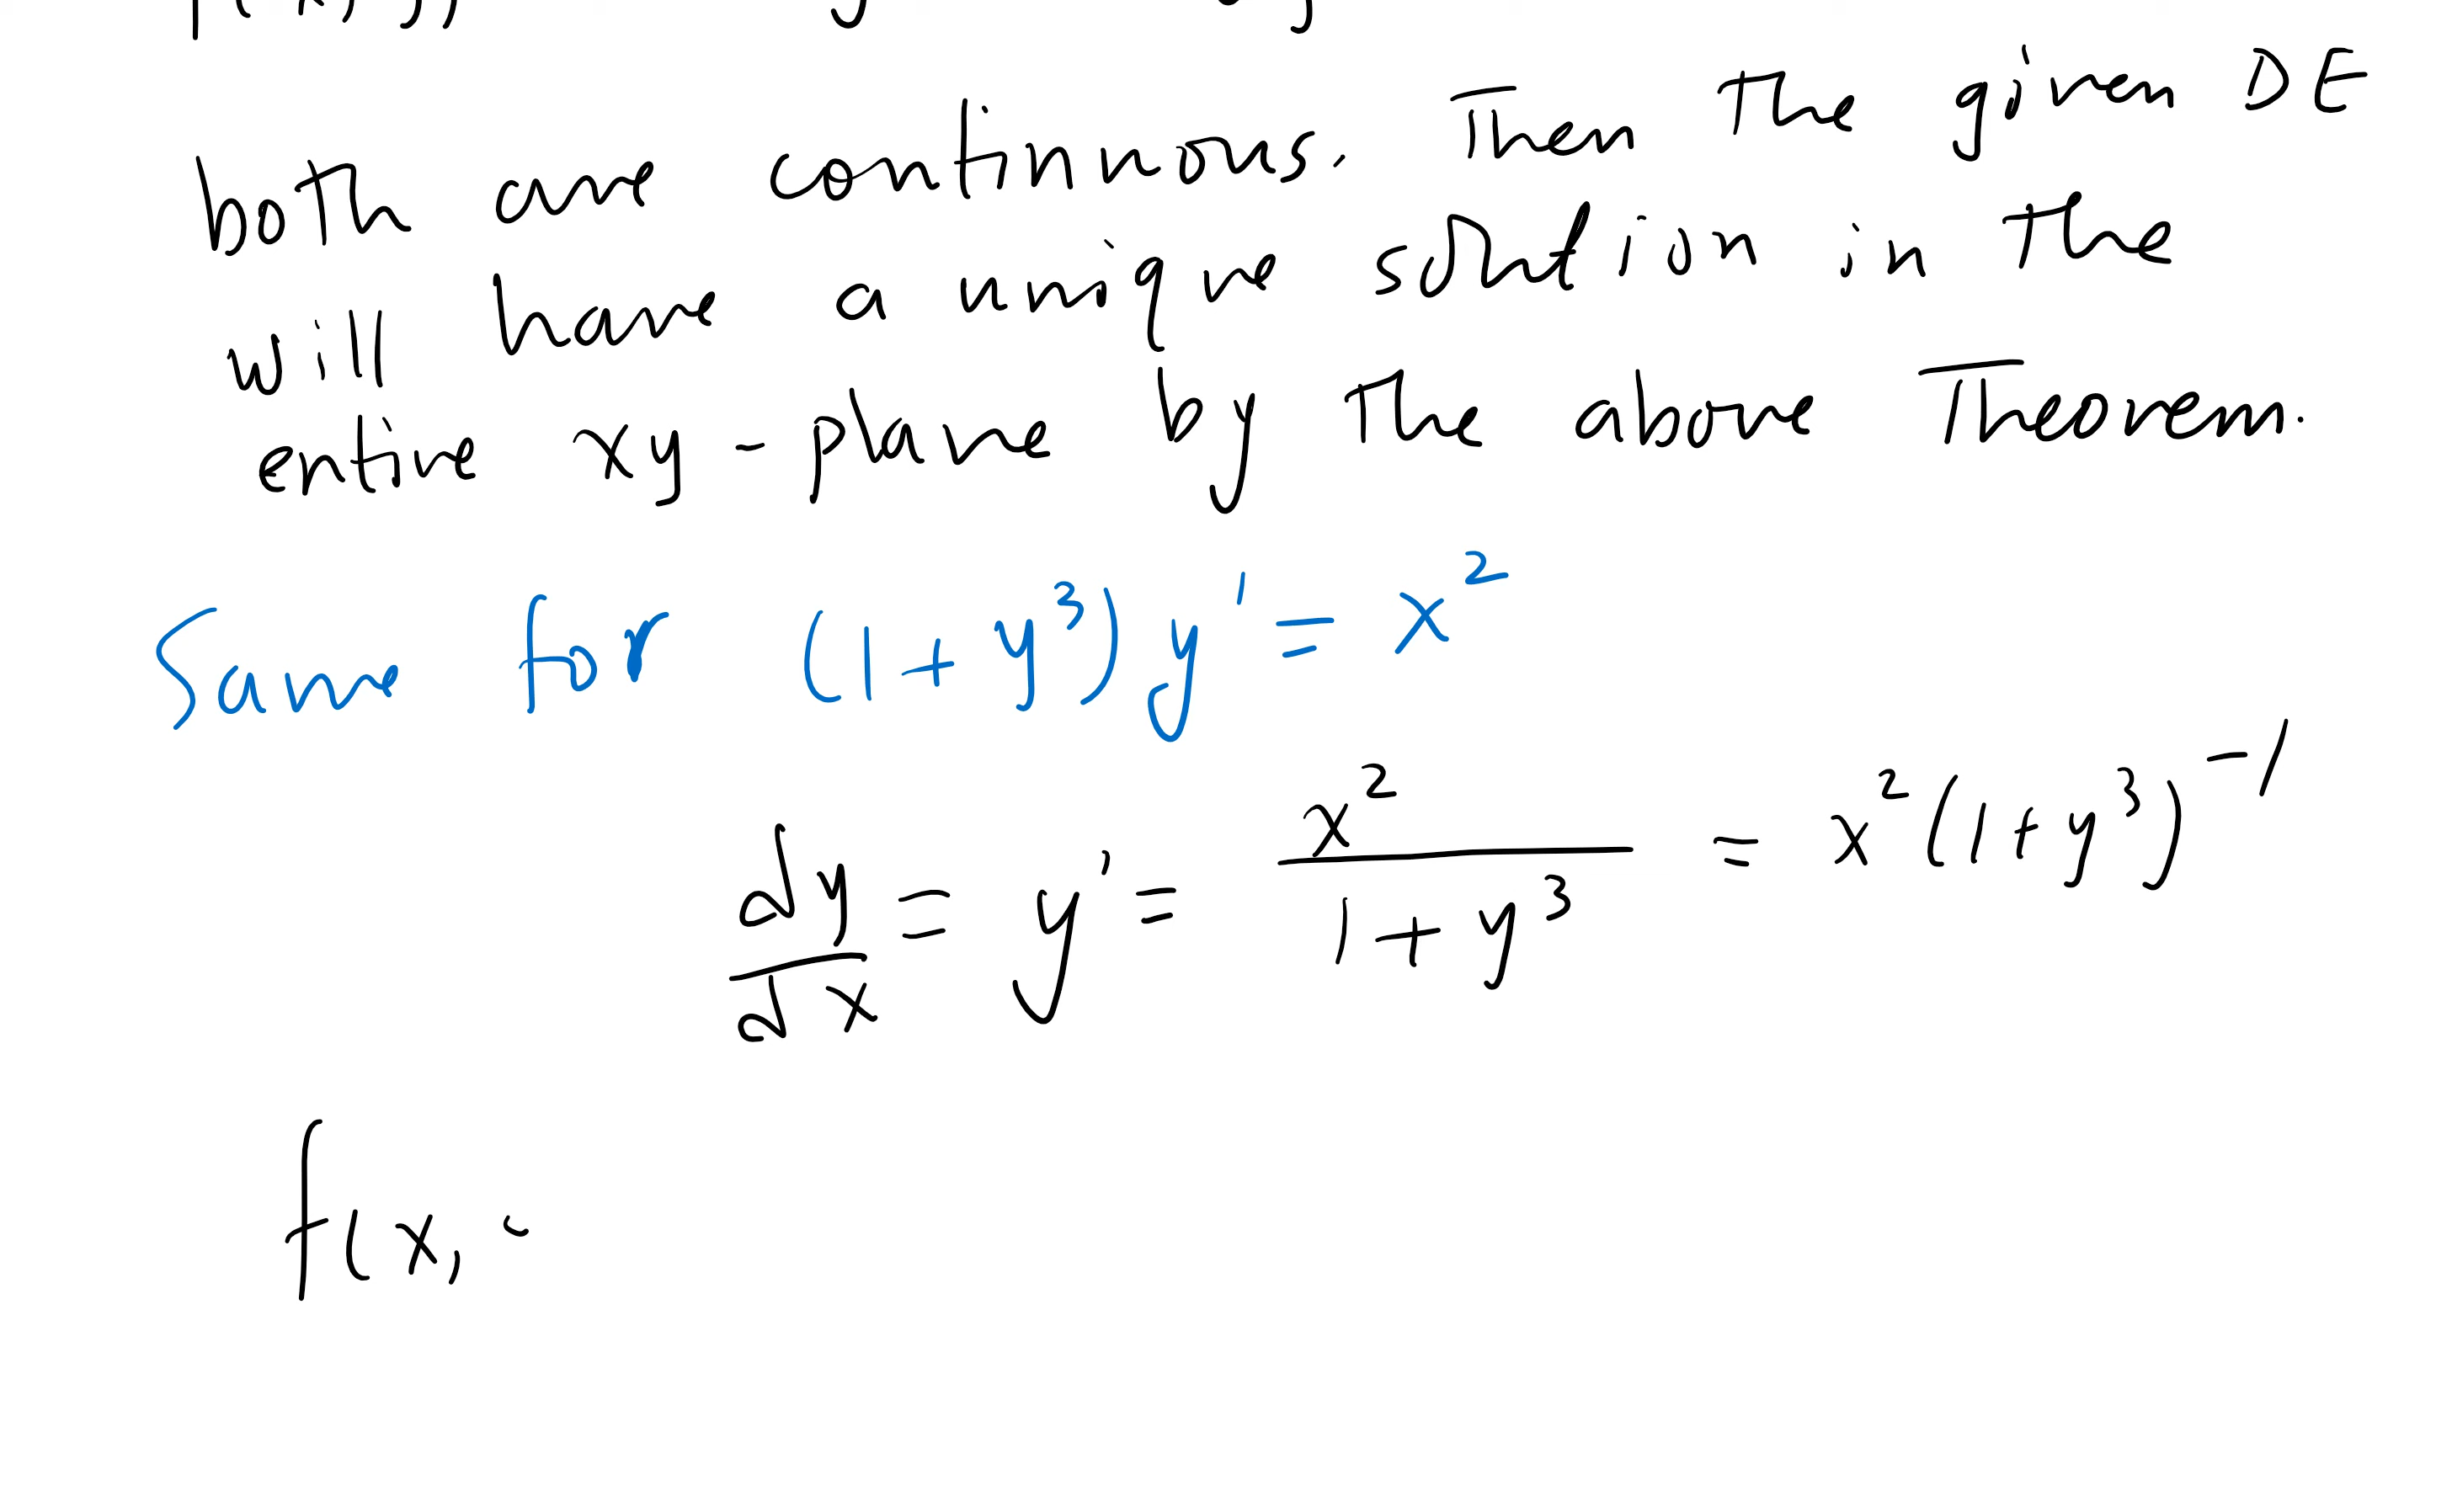 both are continuous. Then the given DE
will have a unique solution in the
entire xy-plane by the above Theorem.
Same for (1+y³)y' = x²
dy/dx = y' = x²/(1+y³) = x²(1+y³)⁻¹
f(x,